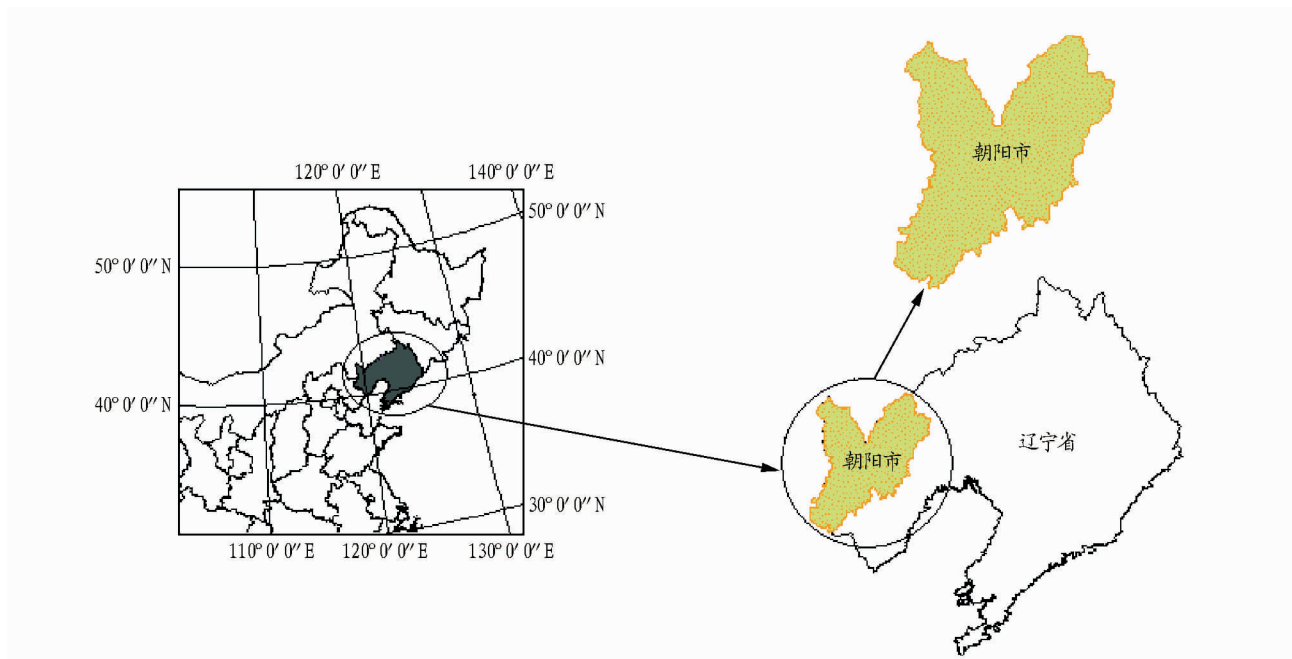 朝阳市
120° 0′ 0″ E
140° 0′ 0″ E
50° 0′ 0″ N
50° 0′ 0″ N
40° 0′ 0″ N
40° 0′ 0″ N
辽宁省
朝阳市
30° 0′ 0″ N
110° 0′ 0″ E
120° 0′ 0″ E
130° 0′ 0″ E